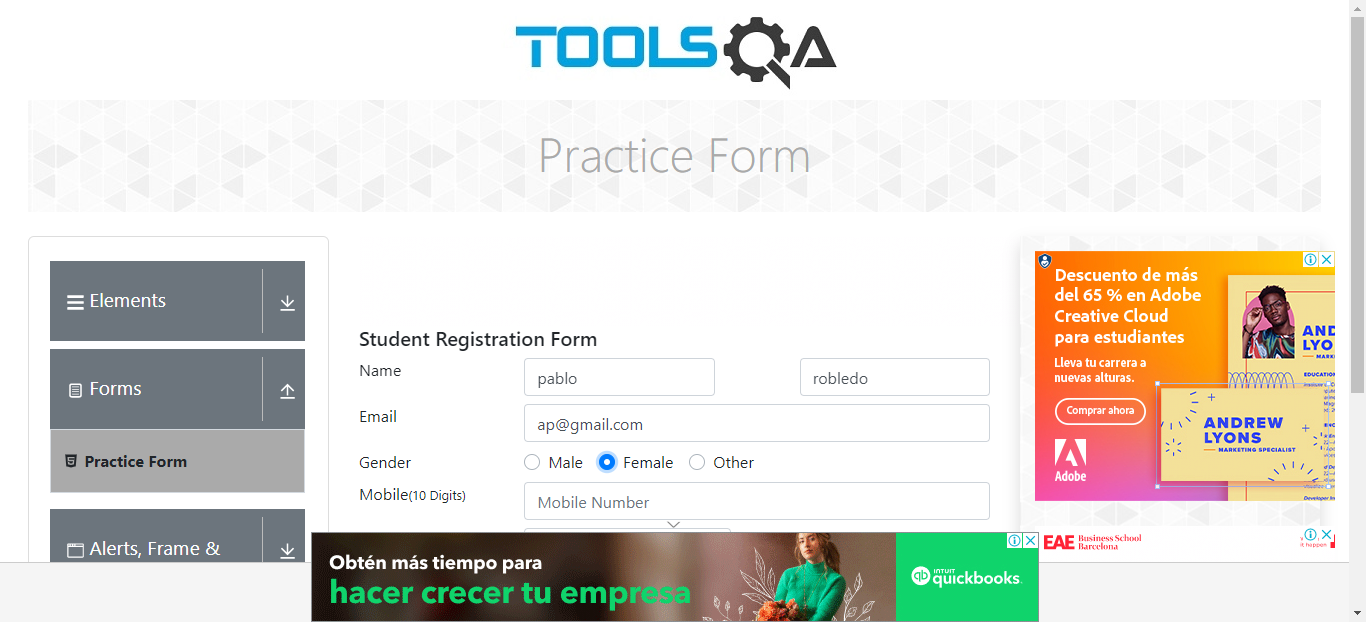 TOOLSQA
Practice Form
Elements
Forms
Practice Form
Alerts, Frame &
Student Registration Form
Name
pablo
robledo
Email
ap@gmail.com
Gender
Male
Female
Other
Mobile(10 Digits)
Mobile Number
Descuento de más
del 65 % en Adobe
Creative Cloud
para estudiantes
Lleva tu carrera a
nuevas alturas.
Comprar ahora
Adobe
ANDREW
LYONS
MARKETING SPECIALIST
EAE Business School
Barcelona
Obtén más tiempo para
hacer crecer tu empresa
INTUIT
quickbooks